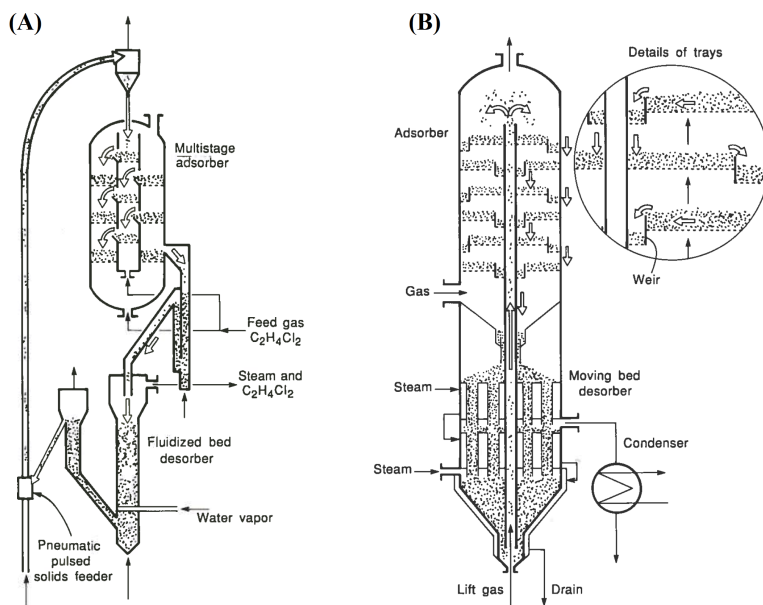 (A)
Multistage
adsorber
Feed gas
C2H4Cl2
Steam and
C2H4Cl2
Fluidized bed
desorber
Water vapor
Pneumatic
pulsed
solids feeder
(B)
Details of trays
Adsorber
Weir
Gas
Steam
Moving bed
desorber
Condenser
Steam
Lift gas
Drain